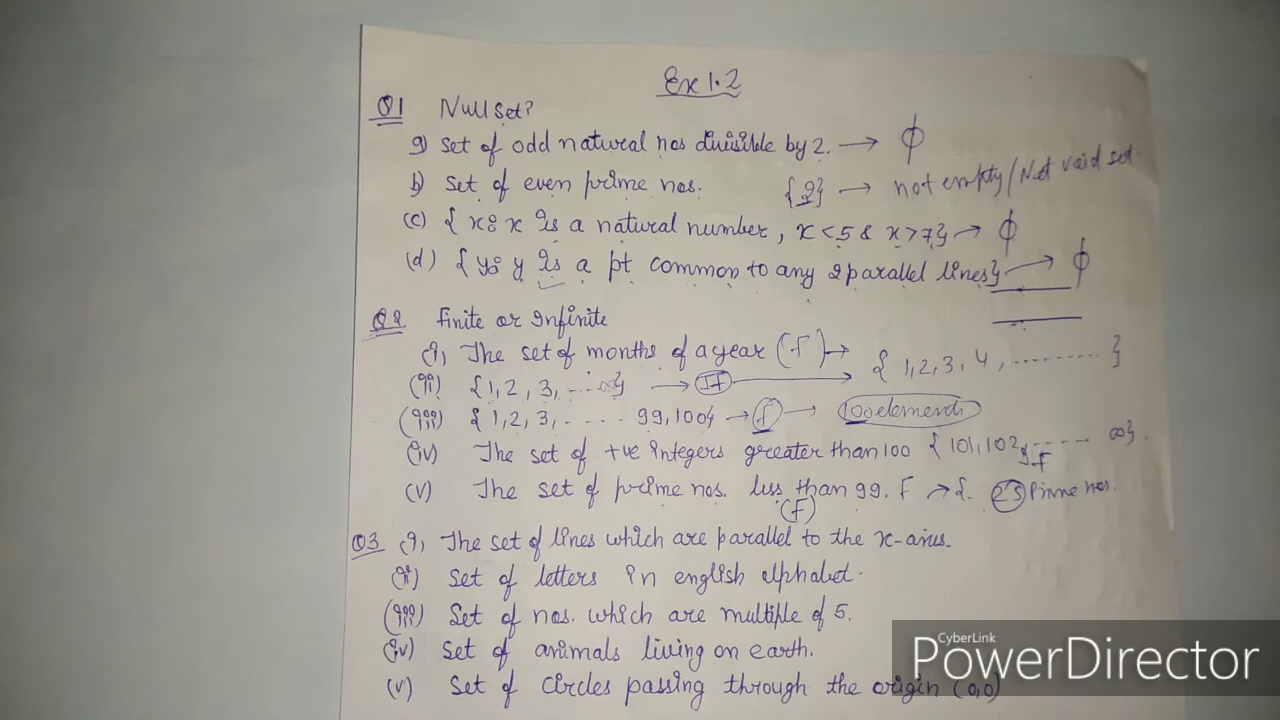 Ex 1.2
Q1 Null Set?
i) Set of odd natural nos divisible by 2. → ϕ
b) Set of even prime nos. {2} → not empty/Not void set.
(c) { x: x is a natural number, x < 5 & x > 7} → ϕ
(d) { y: y is a pt common to any 2 parallel lines} → ϕ
Q2 Finite or Infinite
(i) The set of months of a year (f) → { 1, 2, 3, 4, .......... }
(ii) {1, 2, 3, .... ∞} → If →
(iii) { 1, 2, 3, ..... 99, 100} → f → 100 elements
(iv) The set of +ve integers greater than 100 { 101, 102, ...... ∞}. If
(v) The set of prime nos. less than 99. F → {. 25 Prime nos.
(F)
Q3 (i) The set of lines which are parallel to the x-axis.
(ii) Set of letters in english alphabet.
(iii) Set of nos. which are multiple of 5.
(iv) Set of animals living on earth.
(v) Set of circles passing through the origin (0,0)
CyberLink
PowerDirector